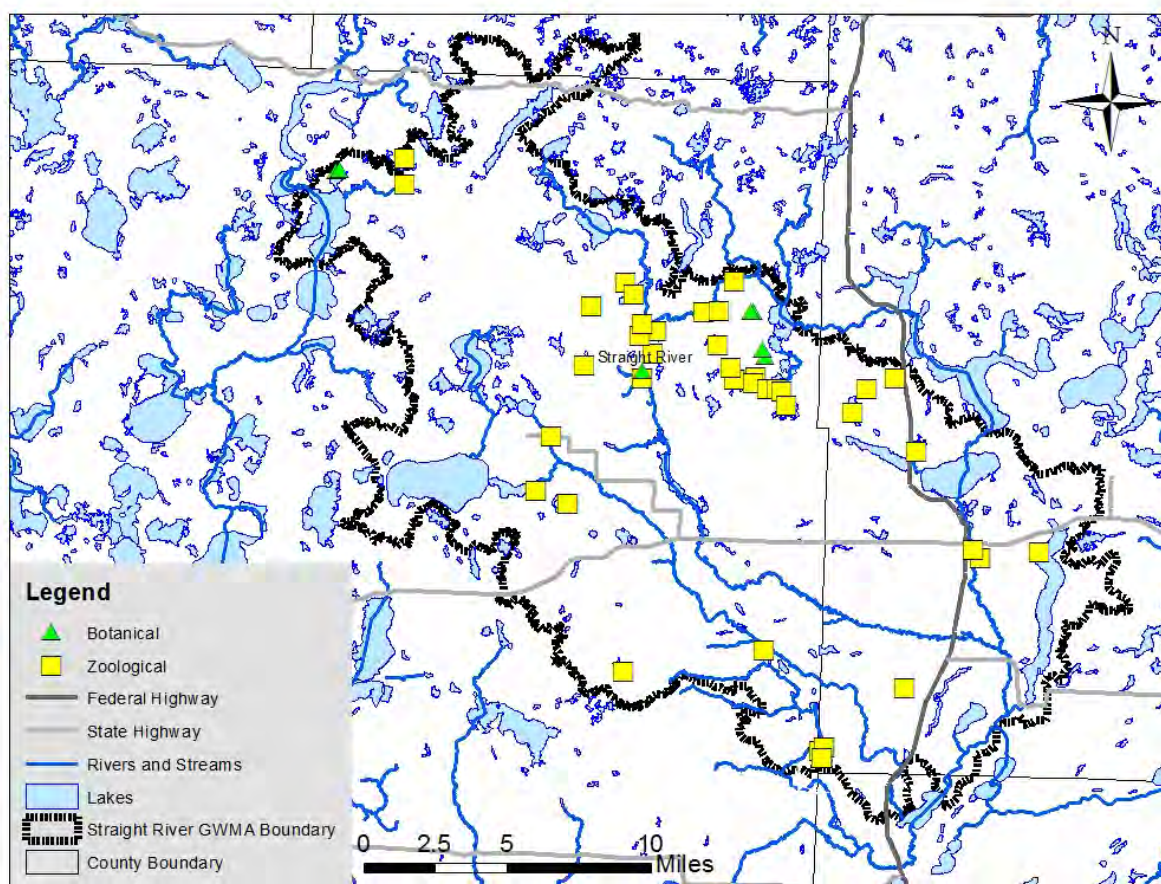 N
Straight River
Legend
Botanical
Zoological
Federal Highway
State Highway
Rivers and Streams
Lakes
Straight River GWMA Boundary
County Boundary
0 2.5 5 10
Miles